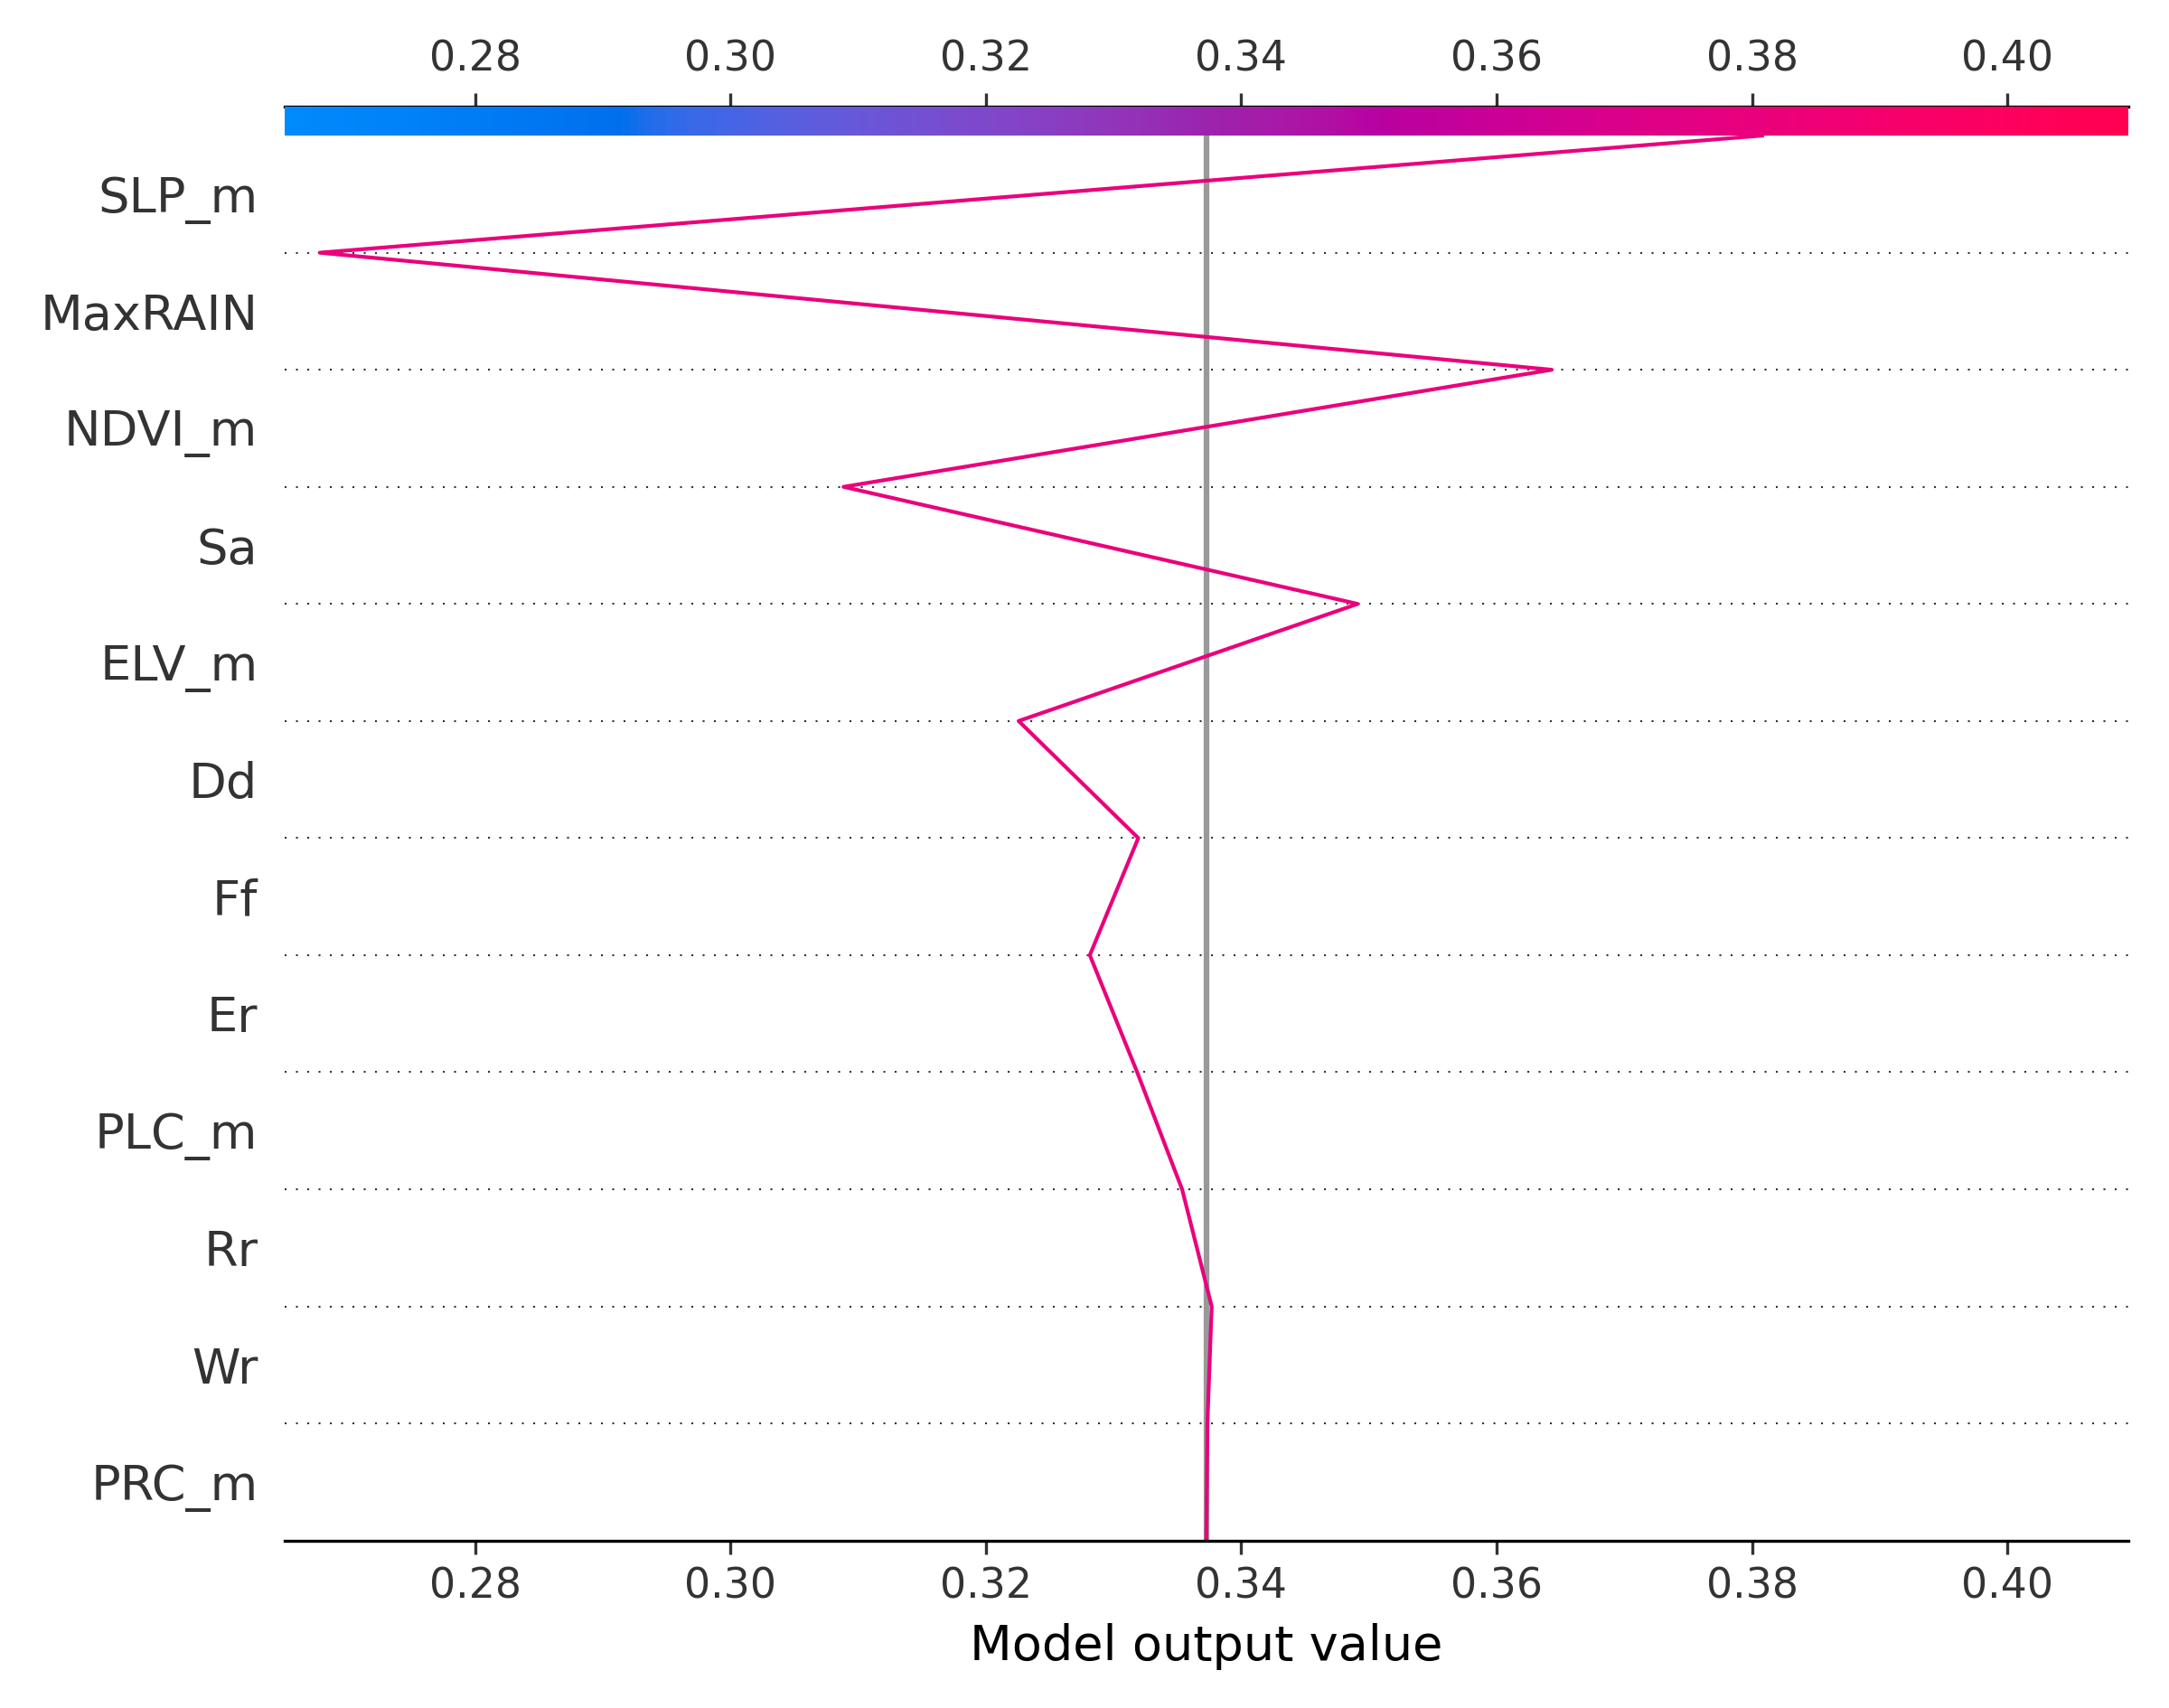 0.28 0.30 0.32 0.34 0.36 0.38 0.40
SLP_m
MaxRAIN
NDVI_m
Sa
ELV_m
Dd
Ff
Er
PLC_m
Rr
Wr
PRC_m
0.28 0.30 0.32 0.34 0.36 0.38 0.40
Model output value